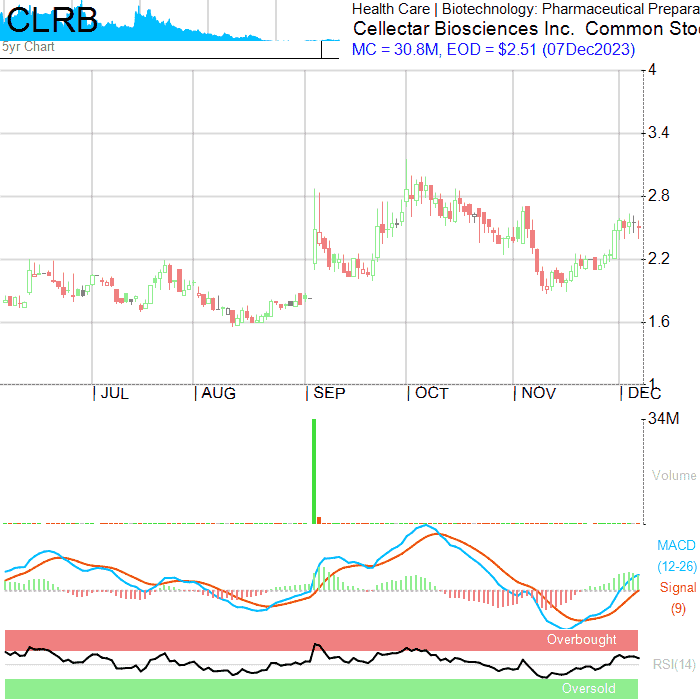 CLRB
5yr Chart
Health Care | Biotechnology: Pharmaceutical Prepara
Cellectar Biosciences Inc. Common Sto
MC = 30.8M, EOD = $2.51 (07Dec2023)
4
3.4
2.8
2.2
1.6
1
JUL
AUG
SEP
OCT
NOV
DEC
34M
Volume
MACD
(12-26)
Signal
(9)
Overbought
RSI(14)
Oversold